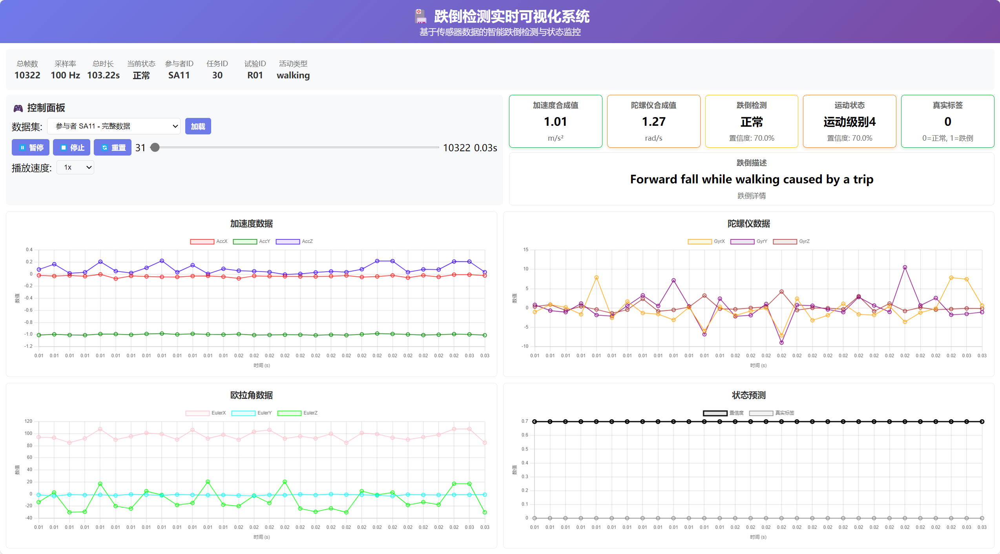 跌倒检测实时可视化系统
基于传感器数据的智能跌倒检测与状态监控
总帧数 采样率 总时长 当前状态 参与者ID 任务ID 试验ID 活动类型
10322 100 Hz 103.22s 正常 SA11 30 R01 walking
控制面板
数据集: 参与者 SA11 - 完整数据 加载
暂停 停止 重置 31 10322 0.03s
播放速度: 1x
加速度合成值
1.01
m/s²
陀螺仪合成值
1.27
rad/s
跌倒检测
正常
置信度: 70.0%
运动状态
运动级别4
置信度: 70.0%
真实标签
0
0=正常, 1=跌倒
跌倒描述
Forward fall while walking caused by a trip
跌倒详情
加速度数据
AccX AccY AccZ
0.4
0.2
0
-0.2
-0.4
-0.6
-0.8
-1.0
-1.2
数值
0.01 0.01 0.01 0.01 0.01 0.01 0.01 0.01 0.01 0.01 0.01 0.01 0.01 0.02 0.02 0.02 0.02 0.02 0.02 0.02 0.02 0.02 0.02 0.02 0.02 0.02 0.02 0.02 0.03 0.03
时间 (s)
陀螺仪数据
GyrX GyrY GyrZ
15
10
5
0
-5
-10
数值
0.01 0.01 0.01 0.01 0.01 0.01 0.01 0.01 0.01 0.01 0.01 0.01 0.01 0.02 0.02 0.02 0.02 0.02 0.02 0.02 0.02 0.02 0.02 0.02 0.02 0.02 0.02 0.02 0.03 0.03
时间 (s)
欧拉角数据
EulerX EulerY EulerZ
120
100
80
60
40
20
0
-20
-40
数值
0.01 0.01 0.01 0.01 0.01 0.01 0.01 0.01 0.01 0.01 0.01 0.01 0.01 0.02 0.02 0.02 0.02 0.02 0.02 0.02 0.02 0.02 0.02 0.02 0.02 0.02 0.02 0.02 0.03 0.03
时间 (s)
状态预测
置信度 真实标签
0.7
0.6
0.5
0.4
0.3
0.2
0.1
0
数值
0.01 0.01 0.01 0.01 0.01 0.01 0.01 0.01 0.01 0.01 0.01 0.01 0.01 0.02 0.02 0.02 0.02 0.02 0.02 0.02 0.02 0.02 0.02 0.02 0.02 0.02 0.02 0.02 0.03 0.03
时间 (s)